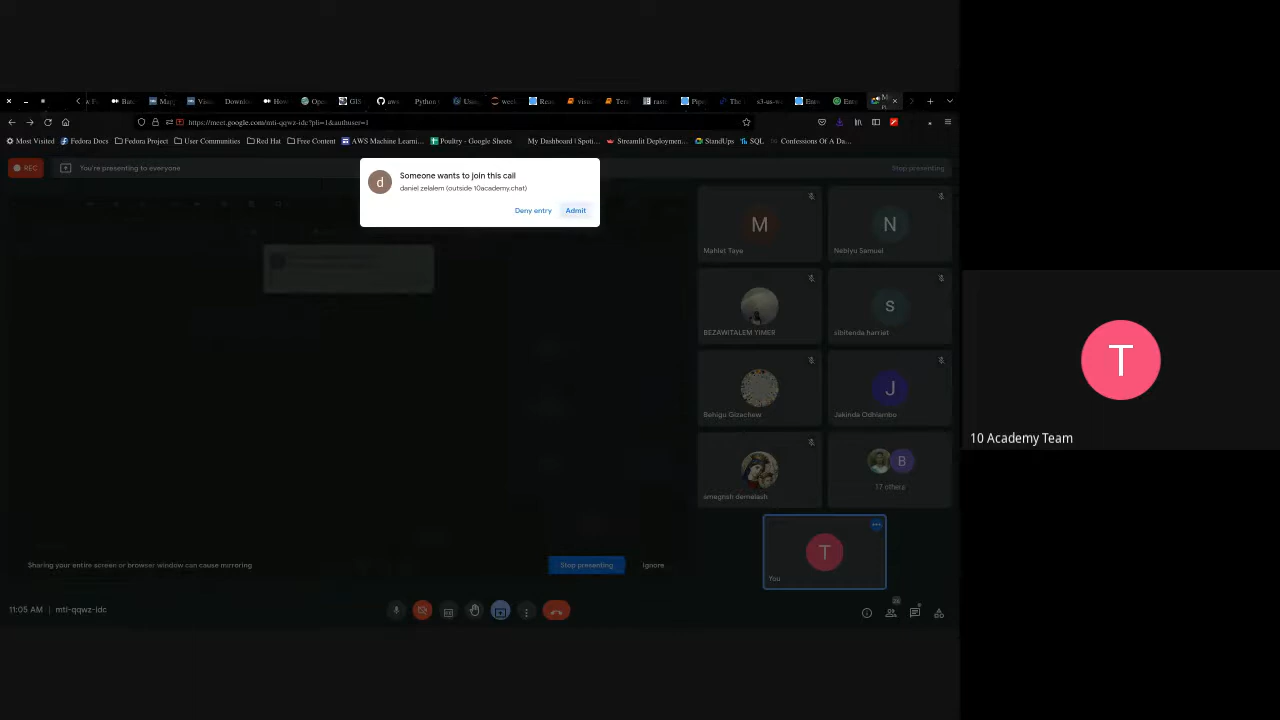 Downlo
Python
https://meet.google.com/mti-qqwz-idc?pli=1&authuser=1
Most Visited Fedora Docs Fedora Project User Communities Red Hat Free Content AWS Machine Learni… Poultry - Google Sheets My Dashboard | Spoti… Streamlit Deploymen… StandUps SQL Confessions Of A Da…
REC You're presenting to everyone Stop presenting
d
Someone wants to join this call
daniel zelalem (outside 10academy.chat)
Deny entry Admit
M
Mahlet Taye
N
Nebiyu Samuel
BEZAWITALEM YIMER
s
sibitenda harriet
Behigu Gizachew
J
Jakinda Odhiambo
smegnsh demelash
B
17 others
T
You
Sharing your entire screen or browser window can cause mirroring
Stop presenting Ignore
11:05 AM | mti-qqwz-idc
T
10 Academy Team